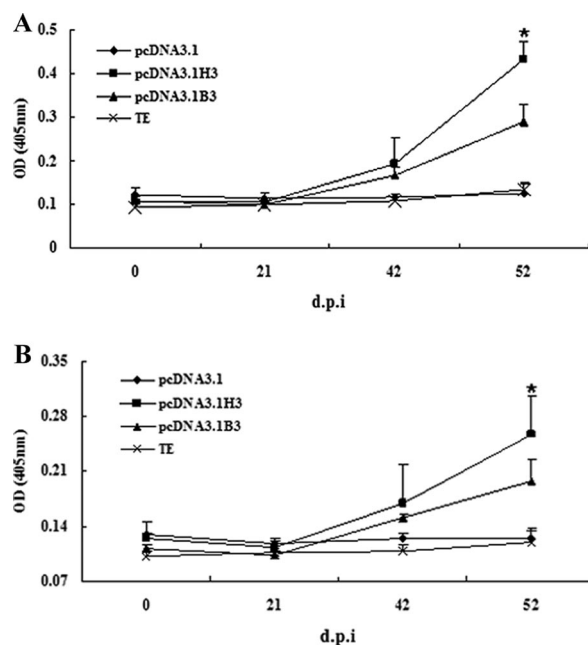 A
pcDNA3.1
pcDNA3.1H3
pcDNA3.1B3
TE
*
0.5
0.4
0.3
0.2
0.1
0
OD (405nm)
0
21
42
52
d.p.i
B
pcDNA3.1
pcDNA3.1H3
pcDNA3.1B3
TE
*
0.35
0.28
0.21
0.14
0.07
OD (405nm)
0
21
42
52
d.p.i